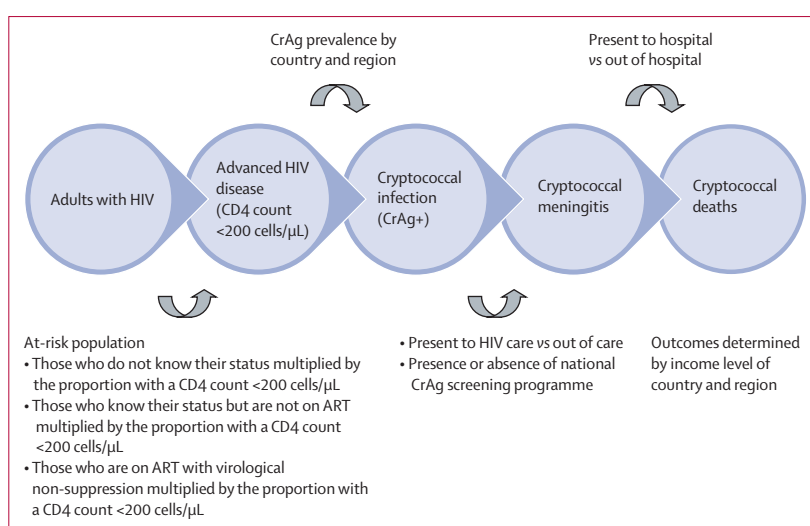 CrAg prevalence by
country and region
Present to hospital
vs out of hospital
Adults with HIV
Advanced HIV
disease
(CD4 count
<200 cells/µL)
Cryptococcal
infection
(CrAg+)
Cryptococcal
meningitis
Cryptococcal
deaths
At-risk population
• Those who do not know their status multiplied by
the proportion with a CD4 count <200 cells/µL
• Those who know their status but are not on ART
multiplied by the proportion with a CD4 count
<200 cells/µL
• Those who are on ART with virological
non-suppression multiplied by the proportion with
a CD4 count <200 cells/µL
• Present to HIV care vs out of care
• Presence or absence of national
CrAg screening programme
Outcomes determined
by income level of
country and region